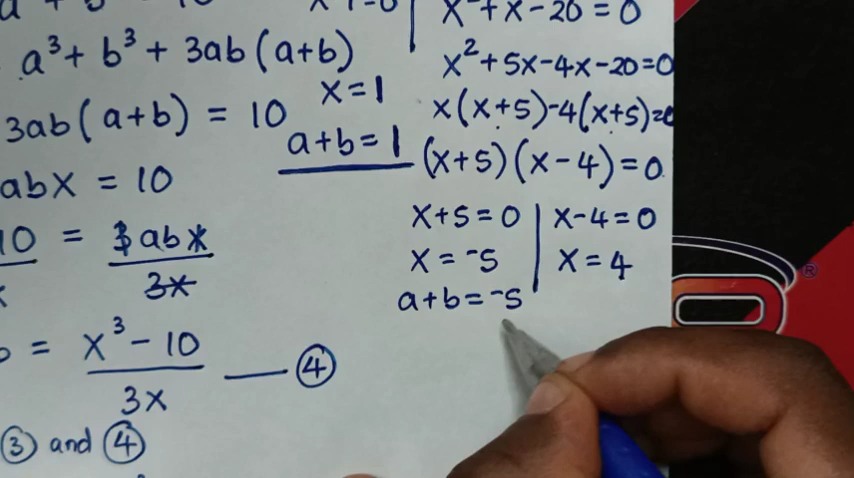 a³ + b³ + 3ab(a+b)
3ab(a+b) = 10
abx = 10
10 = 3abx
3x
= x³ - 10 — ④
3x
③ and ④
x = 1
a+b = 1
x + x - 20 = 0
x² + 5x - 4x - 20 = 0
x(x+5) - 4(x+5) = 0
(x+5)(x-4) = 0
x+5 = 0 | x-4 = 0
x = -5 | x = 4
a+b = -5
®